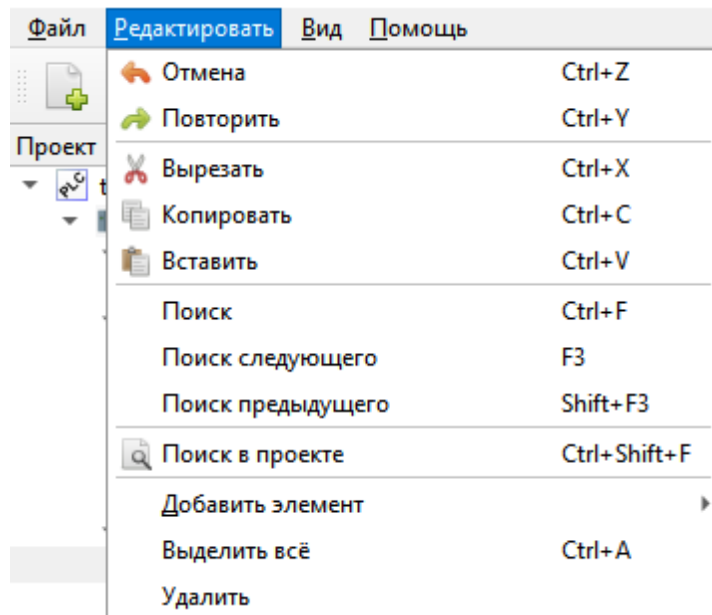 Файл Редактировать Вид Помощь
Отмена Ctrl+Z
Повторить Ctrl+Y
Проект
Вырезать Ctrl+X
PLC t
Копировать Ctrl+C
Вставить Ctrl+V
Поиск Ctrl+F
Поиск следующего F3
Поиск предыдущего Shift+F3
Поиск в проекте Ctrl+Shift+F
Добавить элемент
Выделить всё Ctrl+A
Удалить